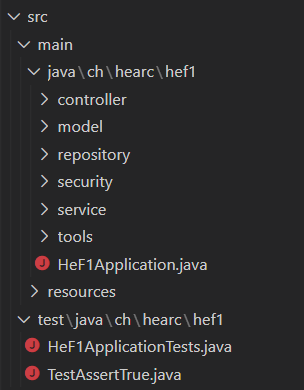 src
main
java\ch\hearc\hef1
controller
model
repository
security
service
tools
HeF1Application.java
resources
test\java\ch\hearc\hef1
HeF1ApplicationTests.java
TestAssertTrue.java